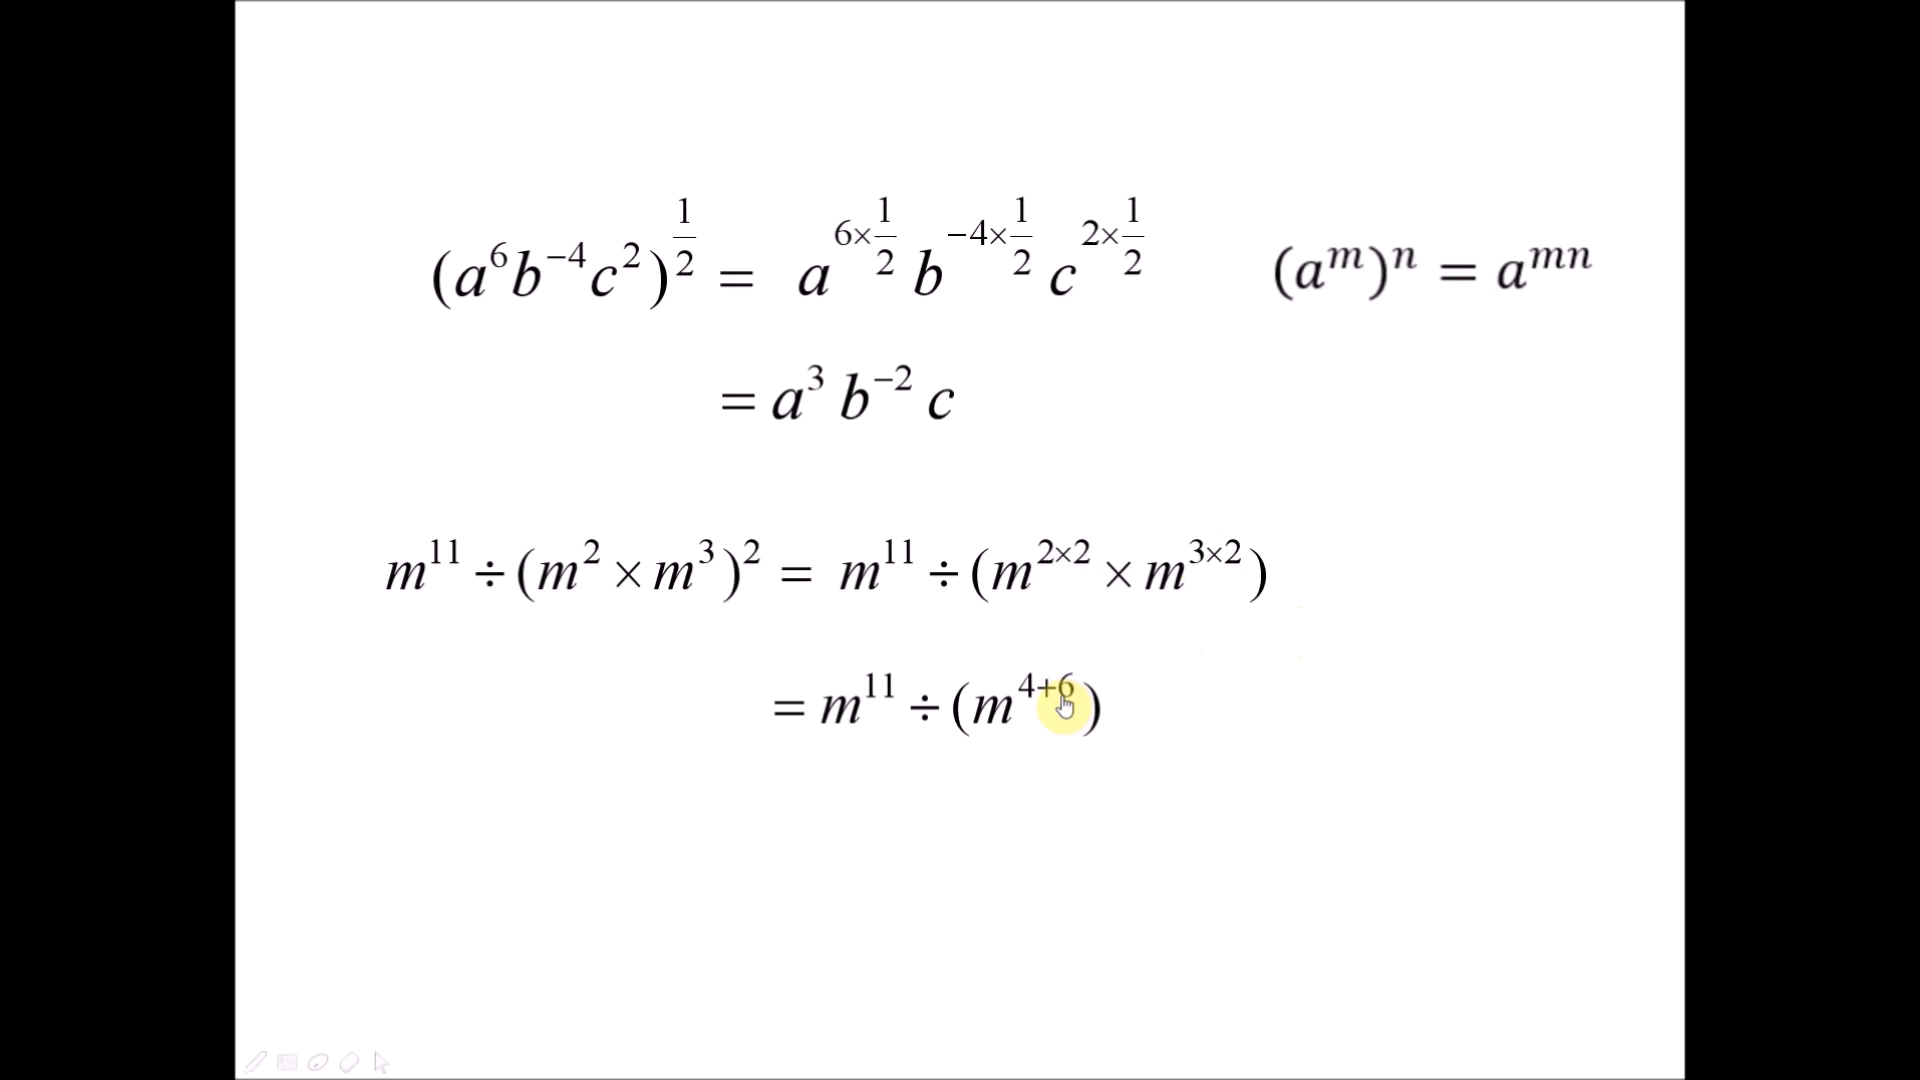 (a⁶b⁻⁴c²)^(1/2) = a^(6×1/2) b^(−4×1/2) c^(2×1/2)   (aᵐ)ⁿ = aᵐⁿ
= a³ b⁻² c
m¹¹ ÷ (m² × m³)² = m¹¹ ÷ (m^(2×2) × m^(3×2))
= m¹¹ ÷ (m⁴⁺⁶)